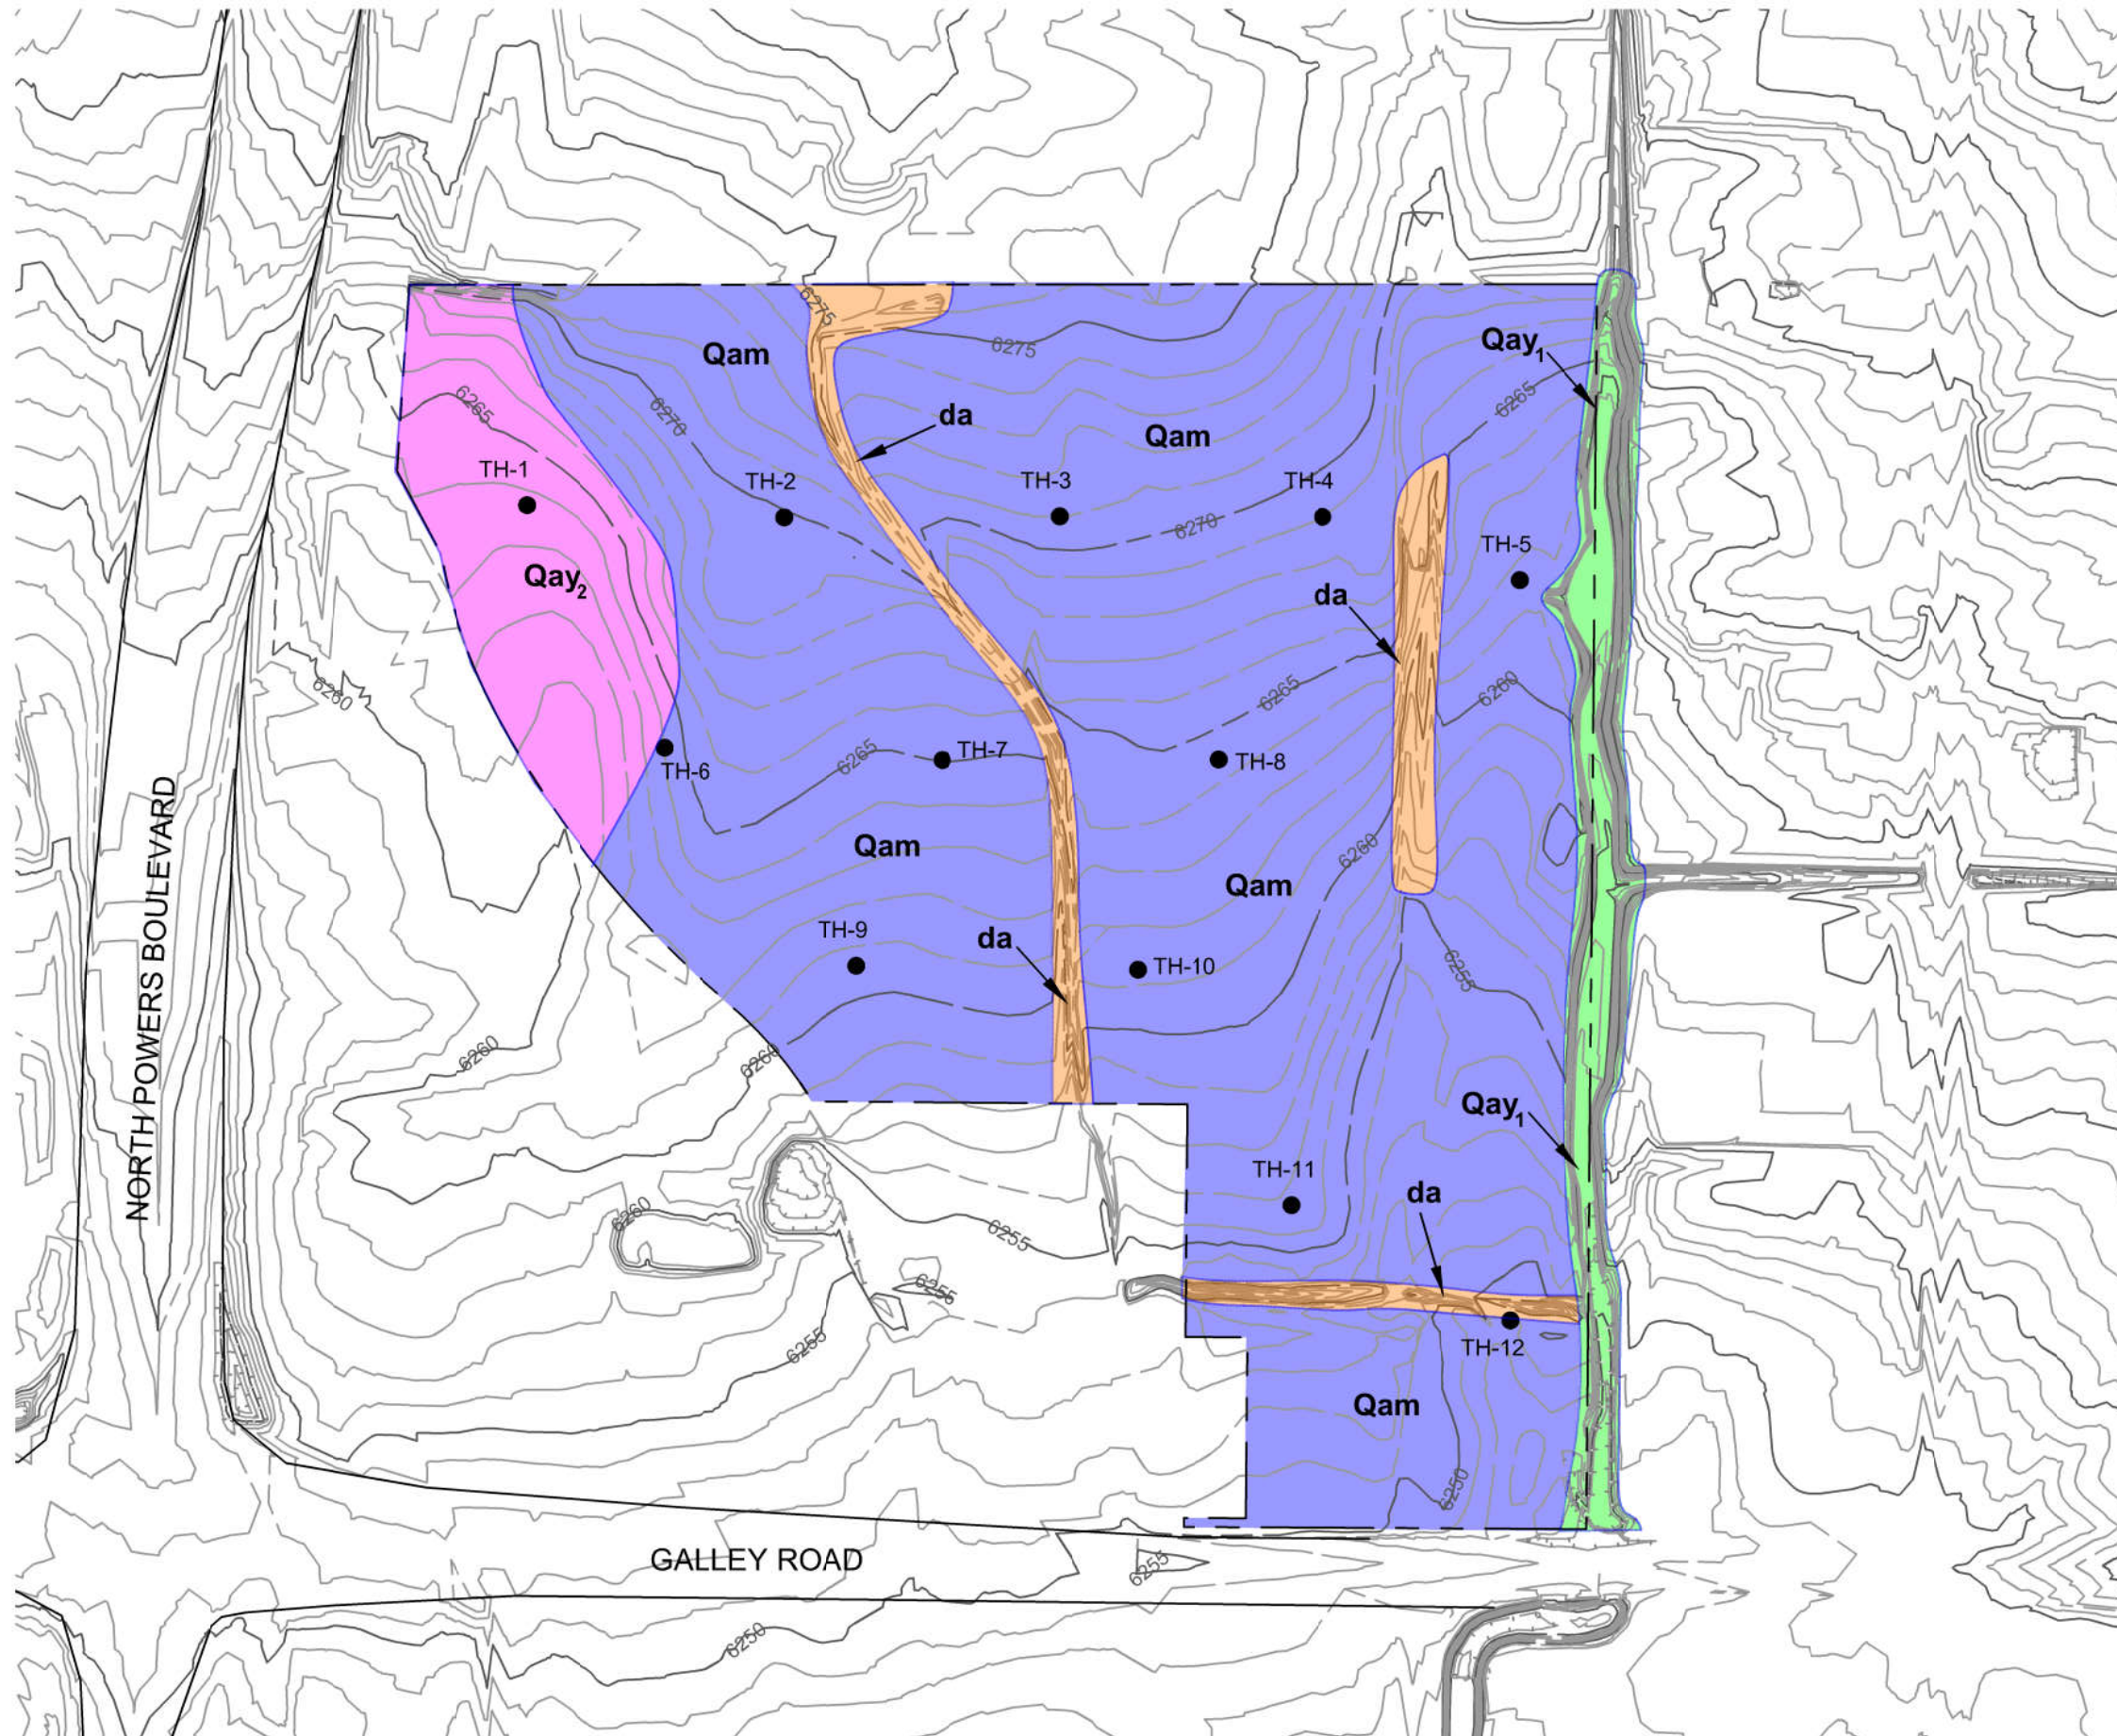 6275
Qay1
Qam
6275
6265
6265
6270
da
Qam
TH-1
TH-2
TH-3
TH-4
6270
TH-5
Qay2
da
6260
6265
6260
TH-6
6265
TH-7
TH-8
NORTH POWERS BOULEVARD
Qam
6260
Qam
TH-9
da
TH-10
6255
6260
6260
Qay1
TH-11
da
6260
6255
6255
6255
TH-12
Qam
6250
GALLEY ROAD
6255
6250